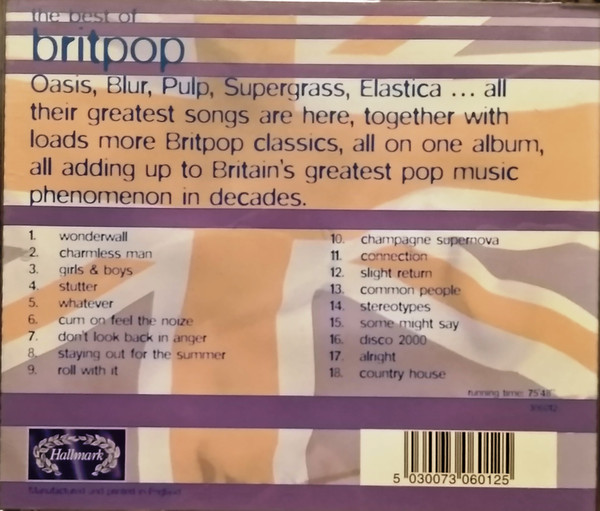 the best of
britpop
Oasis, Blur, Pulp, Supergrass, Elastica ... all
their greatest songs are here, together with
loads more Britpop classics, all on one album,
all adding up to Britain's greatest pop music
phenomenon in decades.
1. wonderwall
2. charmless man
3. girls & boys
4. stutter
5. whatever
6. cum on feel the noize
7. don't look back in anger
8. staying out for the summer
9. roll with it
10. champagne supernova
11. connection
12. slight return
13. common people
14. stereotypes
15. some might say
16. disco 2000
17. alright
18. country house
running time: 75'48"
Hallmark
5 030073 060125
Manufactured and printed in England